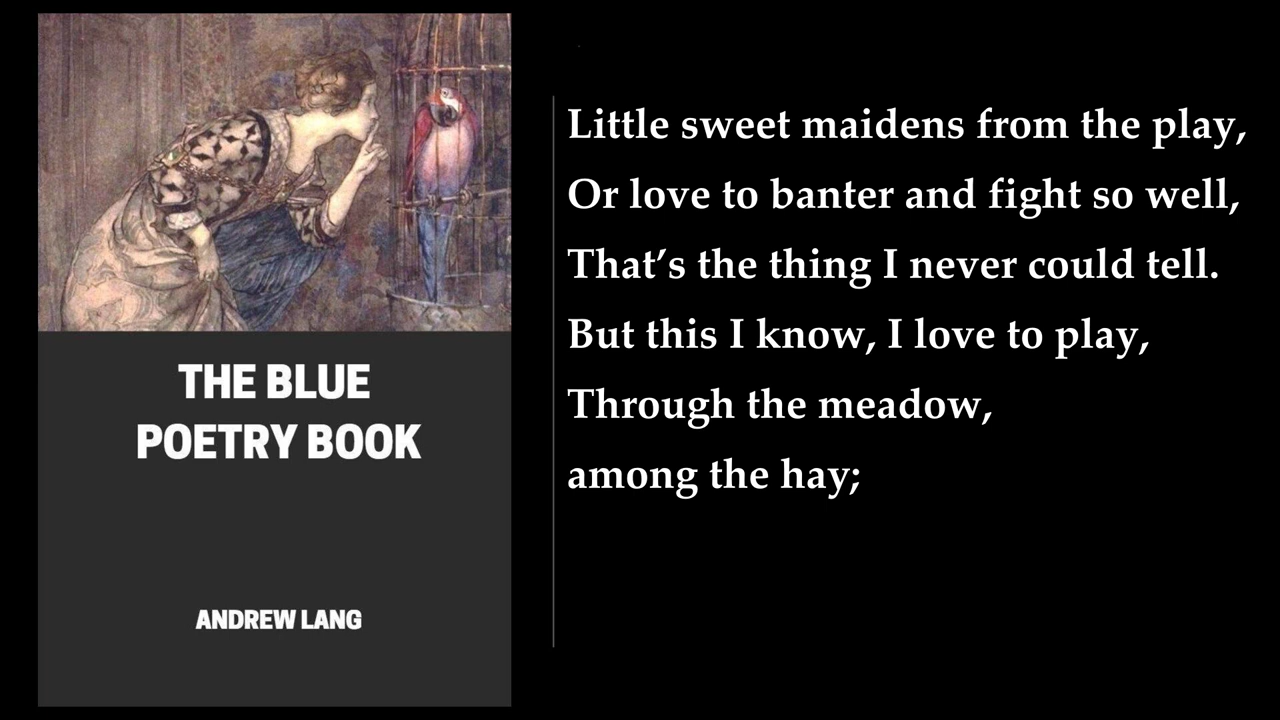 THE BLUE
POETRY BOOK
ANDREW LANG
Little sweet maidens from the play,
Or love to banter and fight so well,
That’s the thing I never could tell.
But this I know, I love to play,
Through the meadow,
among the hay;